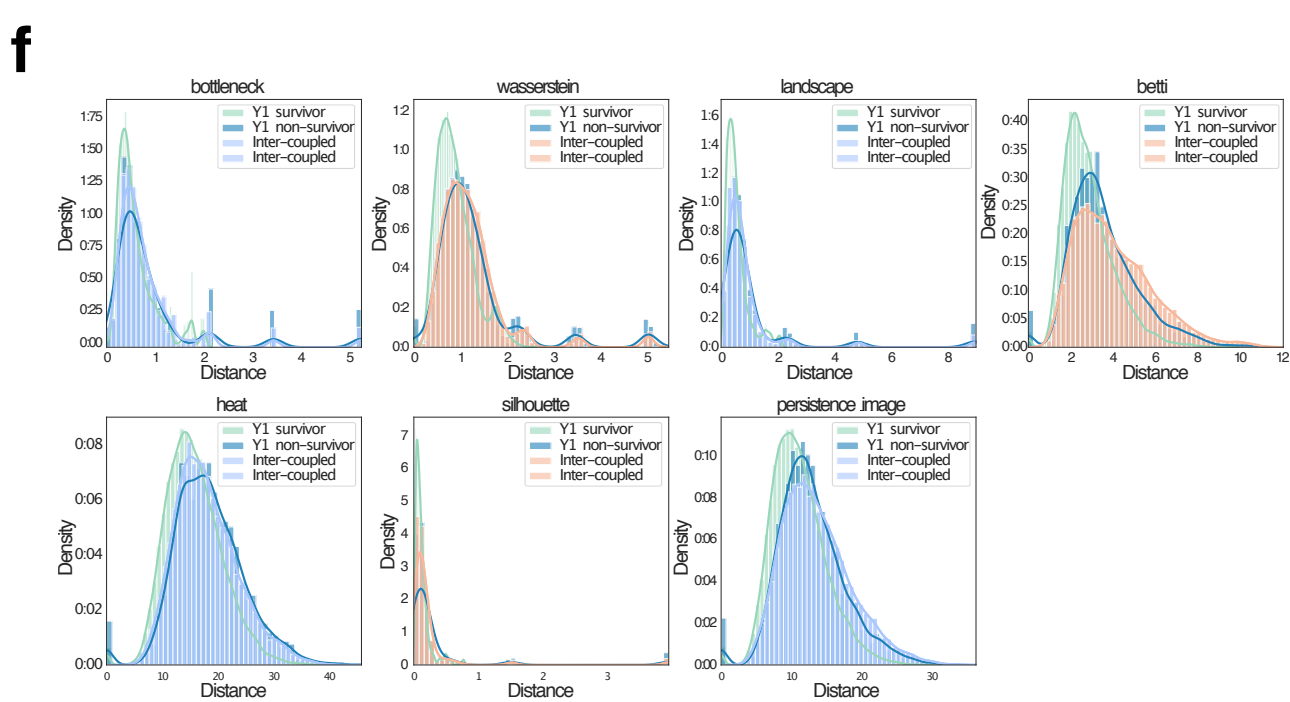 f
bottleneck
Y1 survivor
Y1 non-survivor
Inter-coupled
Inter-coupled
1:75
1:50
1:25
1:00
0:75
0:50
0:25
0:00
Density
0 1 2 3 4 5
Distance
wasserstein
Y1 survivor
Y1 non-survivor
Inter-coupled
Inter-coupled
1:2
1:0
0:8
0:6
0:4
0:2
0:0
Density
0 1 2 3 4 5
Distance
landscape
Y1 survivor
Y1 non-survivor
Inter-coupled
Inter-coupled
1:6
1:4
1:2
1:0
0:8
0:6
0:4
0:2
0:0
Density
0 2 4 6 8
Distance
betti
Y1 survivor
Y1 non-survivor
Inter-coupled
Inter-coupled
0:40
0:35
0:30
0:25
0:20
0:15
0:10
0:05
0:00
Density
0 2 4 6 8 10 12
Distance
heat
Y1 survivor
Y1 non-survivor
Inter-coupled
Inter-coupled
0:08
0:06
0:04
0:02
0:00
Density
0 10 20 30 40
Distance
silhouette
Y1 survivor
Y1 non-survivor
Inter-coupled
Inter-coupled
7
6
5
4
3
2
1
0
Density
0 1 2 3
Distance
persistence .image
Y1 survivor
Y1 non-survivor
Inter-coupled
Inter-coupled
0:10
0:08
0:06
0:04
0:02
0:00
Density
0 10 20 30
Distance